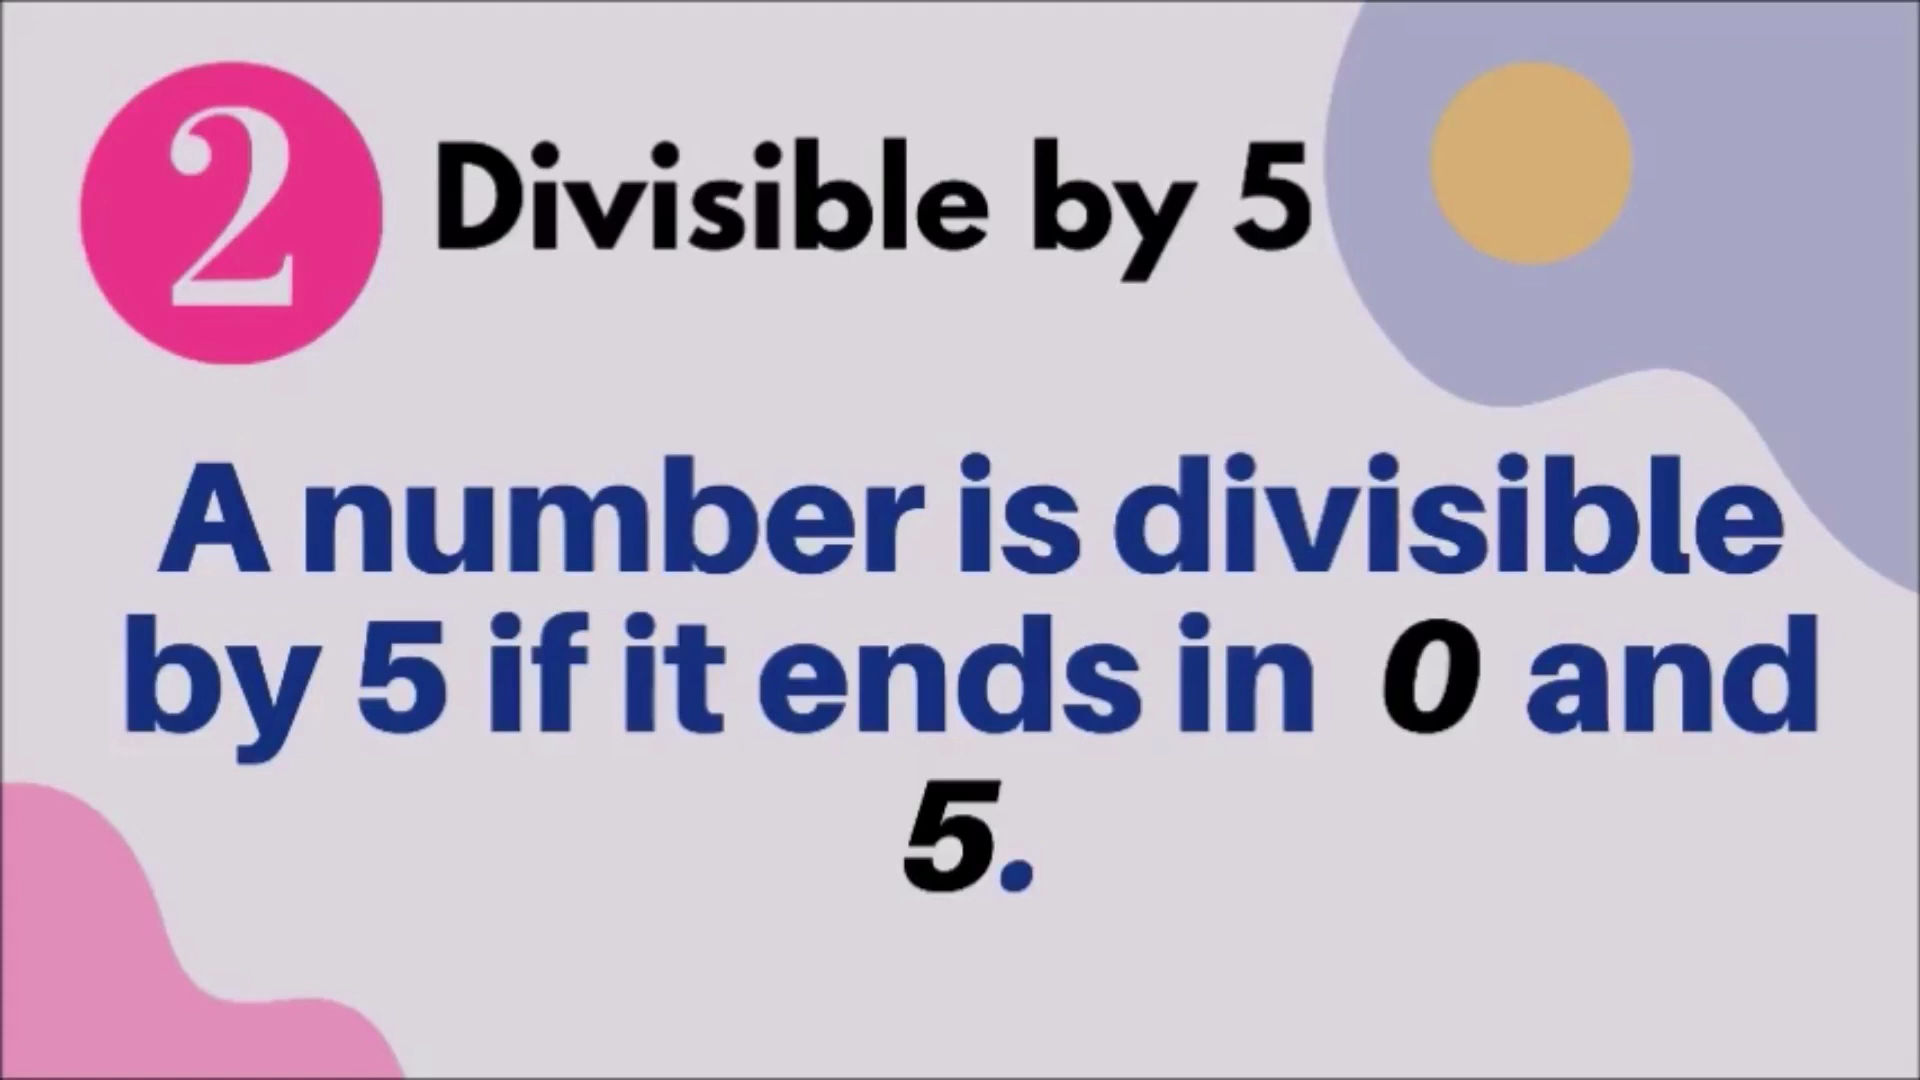 2 Divisible by 5
A number is divisible
by 5 if it ends in 0 and
5.